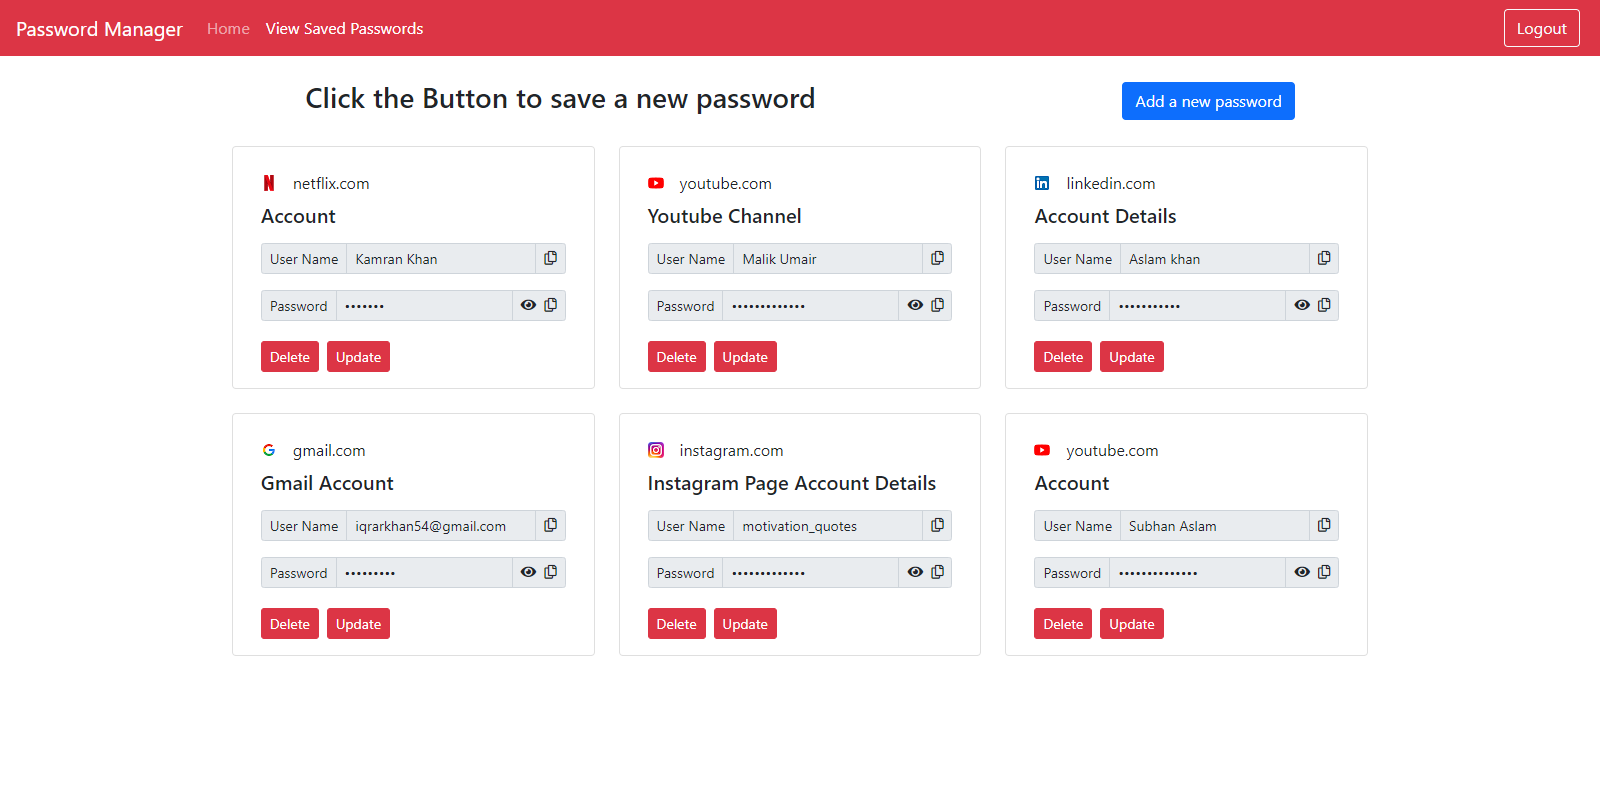 Password Manager Home View Saved Passwords Logout
Click the Button to save a new password Add a new password
netflix.com
Account
User Name Kamran Khan
Password •••••••
Delete Update
youtube.com
Youtube Channel
User Name Malik Umair
Password •••••••••••••
Delete Update
linkedin.com
Account Details
User Name Aslam khan
Password •••••••••••
Delete Update
gmail.com
Gmail Account
User Name iqrarkhan54@gmail.com
Password •••••••••
Delete Update
instagram.com
Instagram Page Account Details
User Name motivation_quotes
Password •••••••••••••
Delete Update
youtube.com
Account
User Name Subhan Aslam
Password ••••••••••••••
Delete Update